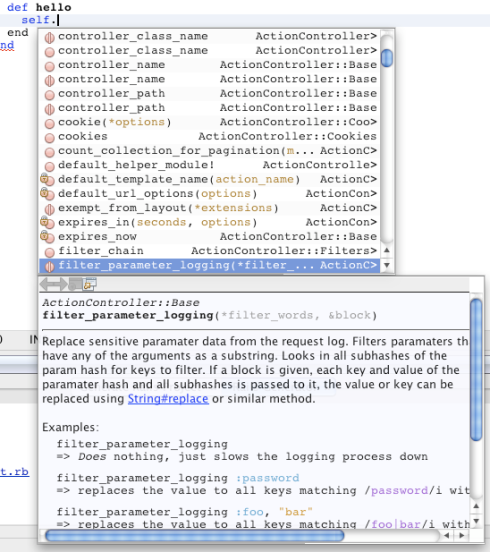 def hello
self.
end
nd
controller_class_name ActionController>
controller_class_name ActionController>
controller_name ActionController::Base
controller_name ActionController::Base
controller_path ActionController::Base
controller_path ActionController::Base
cookie(*options) ActionController::Coo>
cookies ActionController::Cookies
count_collection_for_pagination(m... ActionC>
default_helper_module! ActionControlle>
default_template_name(action_name) ActionC>
default_url_options(options) ActionCon>
exempt_from_layout(*extensions) ActionC>
expires_in(seconds, options) ActionCon>
expires_now ActionController::Base
filter_chain ActionController::Filters>
filter_parameter_logging(*filter_... ActionC>
ActionController::Base
filter_parameter_logging(*filter_words, &block)
Replace sensitive paramater data from the request log. Filters paramaters th
have any of the arguments as a substring. Looks in all subhashes of the
param hash for keys to filter. If a block is given, each key and value of the
paramater hash and all subhashes is passed to it, the value or key can be
replaced using String#replace or similar method.
Examples:
filter_parameter_logging
=> Does nothing, just slows the logging process down
filter_parameter_logging :password
=> replaces the value to all keys matching /password/i wit
filter_parameter_logging :foo, "bar"
=> replaces the value to all keys matching /foo|bar/i with
t.rb